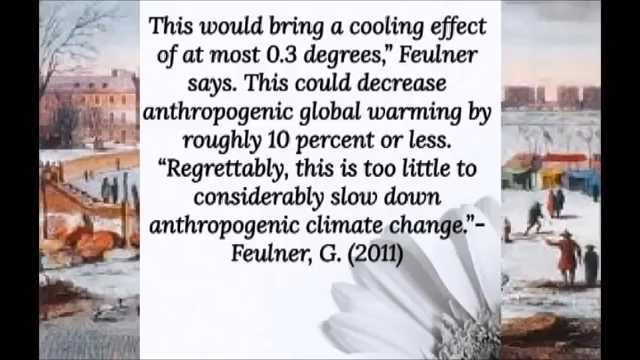 This would bring a cooling effect
of at most 0.3 degrees,” Feulner
says. This could decrease
anthropogenic global warming by
roughly 10 percent or less.
“Regrettably, this is too little to
considerably slow down
anthropogenic climate change.”-
Feulner, G. (2011)